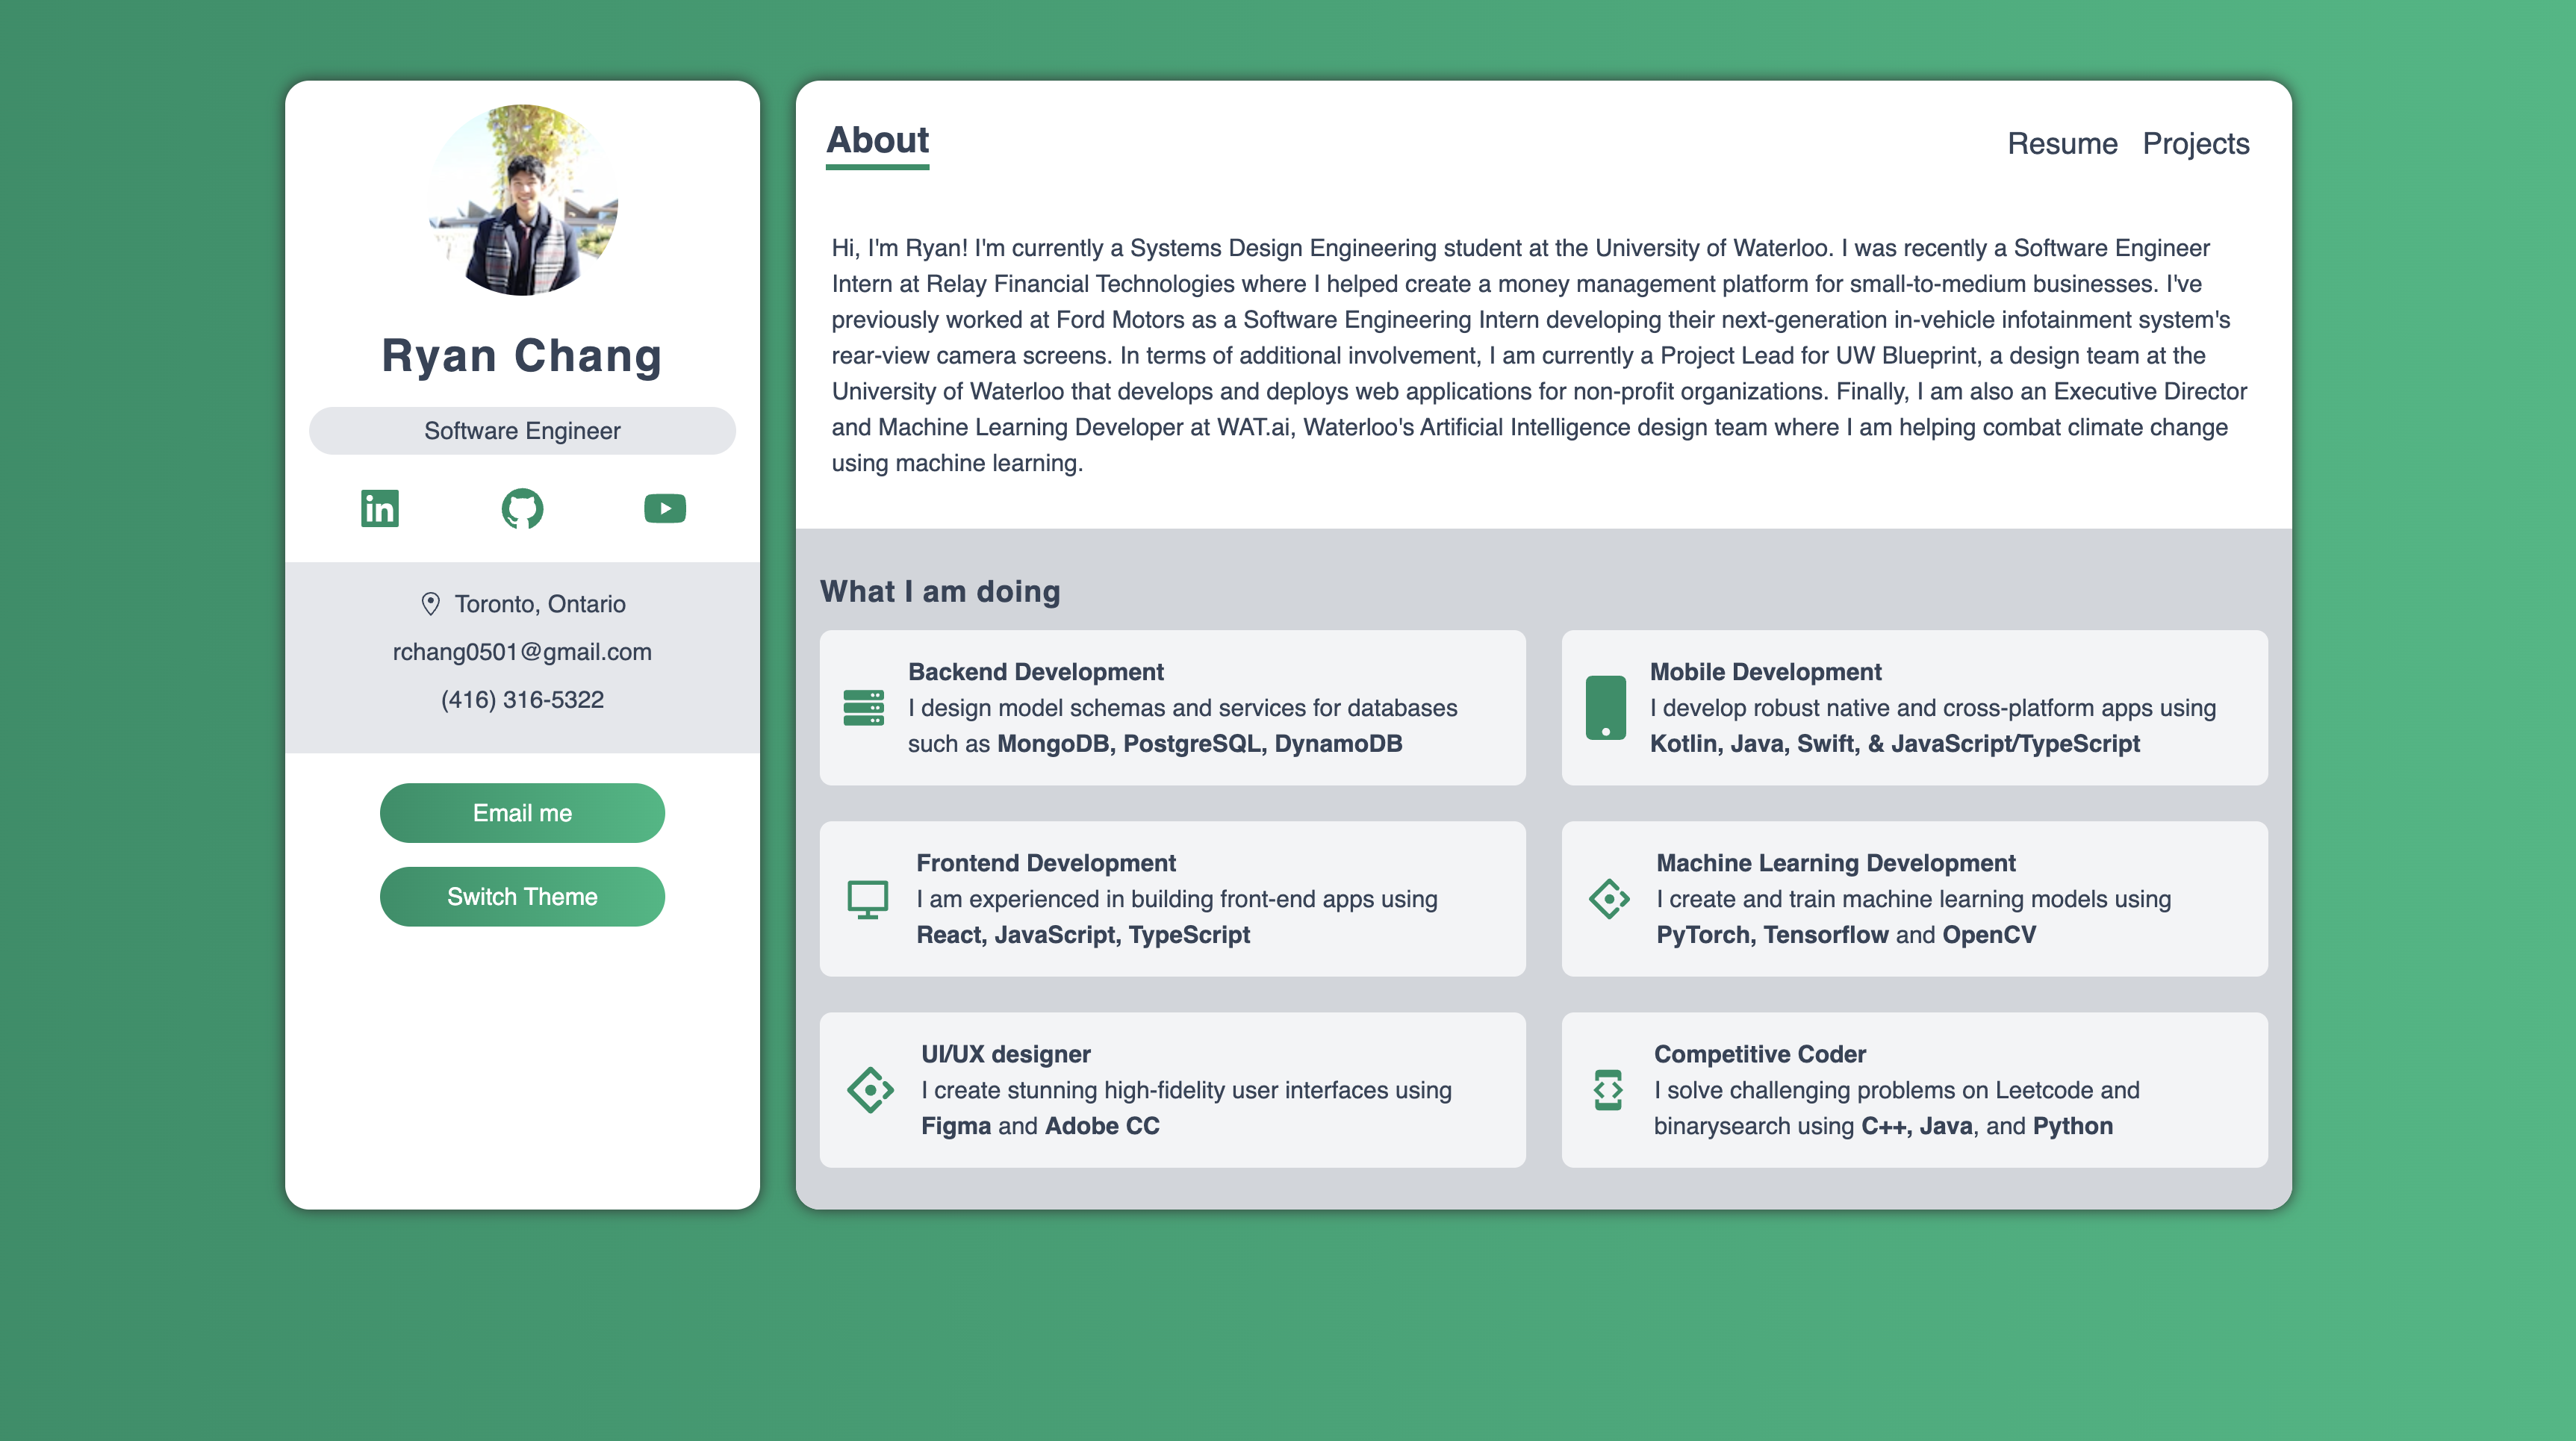 Ryan Chang
Software Engineer
in
Toronto, Ontario
rchang0501@gmail.com
(416) 316-5322
Email me
Switch Theme
About
Resume Projects
Hi, I'm Ryan! I'm currently a Systems Design Engineering student at the University of Waterloo. I was recently a Software Engineer
Intern at Relay Financial Technologies where I helped create a money management platform for small-to-medium businesses. I've
previously worked at Ford Motors as a Software Engineering Intern developing their next-generation in-vehicle infotainment system's
rear-view camera screens. In terms of additional involvement, I am currently a Project Lead for UW Blueprint, a design team at the
University of Waterloo that develops and deploys web applications for non-profit organizations. Finally, I am also an Executive Director
and Machine Learning Developer at WAT.ai, Waterloo's Artificial Intelligence design team where I am helping combat climate change
using machine learning.
What I am doing
Backend Development
I design model schemas and services for databases
such as MongoDB, PostgreSQL, DynamoDB
Mobile Development
I develop robust native and cross-platform apps using
Kotlin, Java, Swift, & JavaScript/TypeScript
Frontend Development
I am experienced in building front-end apps using
React, JavaScript, TypeScript
Machine Learning Development
I create and train machine learning models using
PyTorch, Tensorflow and OpenCV
UI/UX designer
I create stunning high-fidelity user interfaces using
Figma and Adobe CC
Competitive Coder
I solve challenging problems on Leetcode and
binarysearch using C++, Java, and Python